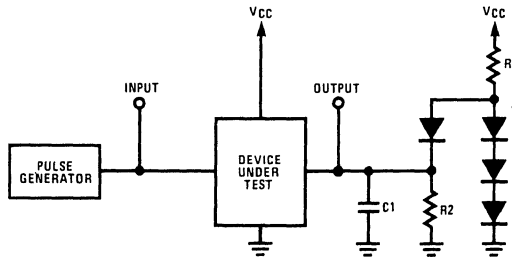 VCC
VCC
R
INPUT
OUTPUT
PULSE
GENERATOR
DEVICE
UNDER
TEST
C1
R2